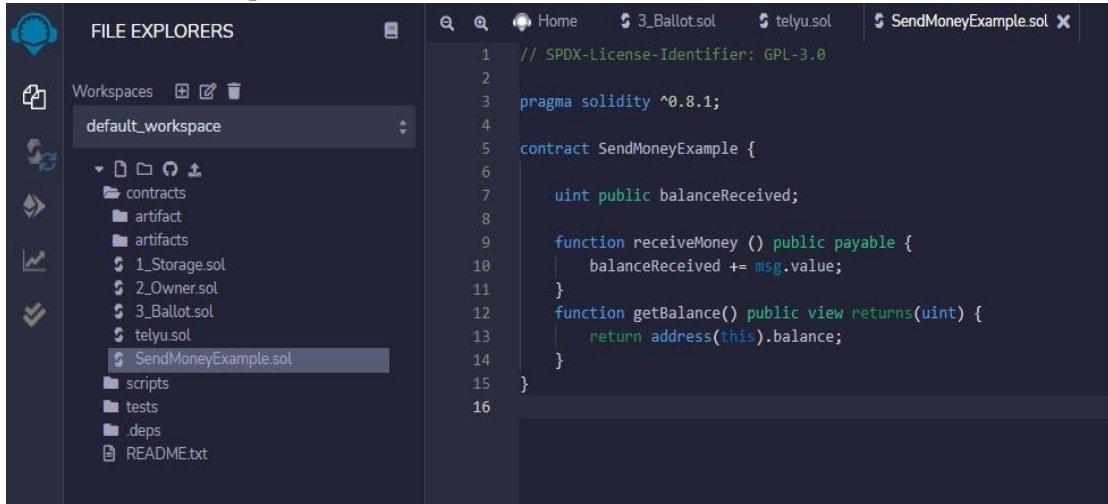 FILE EXPLORERS
Workspaces
default_workspace
contracts
artifact
artifacts
1_Storage.sol
2_Owner.sol
3_Ballot.sol
telyu.sol
SendMoneyExample.sol
scripts
tests
.deps
README.txt
Home 3_Ballot.sol telyu.sol SendMoneyExample.sol
1 // SPDX-License-Identifier: GPL-3.0
2
3 pragma solidity ^0.8.1;
4
5 contract SendMoneyExample {
6
7 uint public balanceReceived;
8
9 function receiveMoney () public payable {
10 balanceReceived += msg.value;
11 }
12 function getBalance() public view returns(uint) {
13 return address(this).balance;
14 }
15 }
16